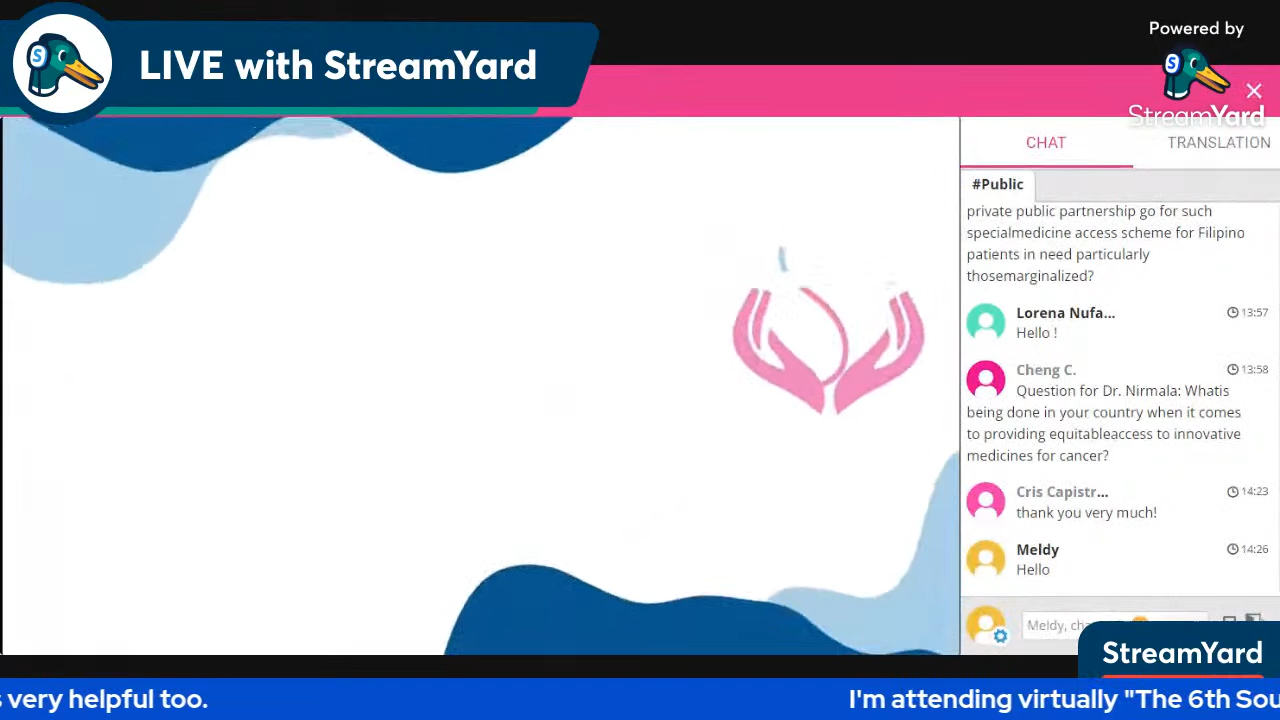 LIVE with StreamYard
Powered by
StreamYard
CHAT
TRANSLATION
#Public
private public partnership go for such
specialmedicine access scheme for Filipino
patients in need particularly
thosemarginalized?
Lorena Nufa...
13:57
Hello !
Cheng C.
13:58
Question for Dr. Nirmala: Whatis
being done in your country when it comes
to providing equitableaccess to innovative
medicines for cancer?
Cris Capistr...
14:23
thank you very much!
Meldy
14:26
Hello
Meldy, cha
StreamYard
s very helpful too.
I'm attending virtually "The 6th Sou